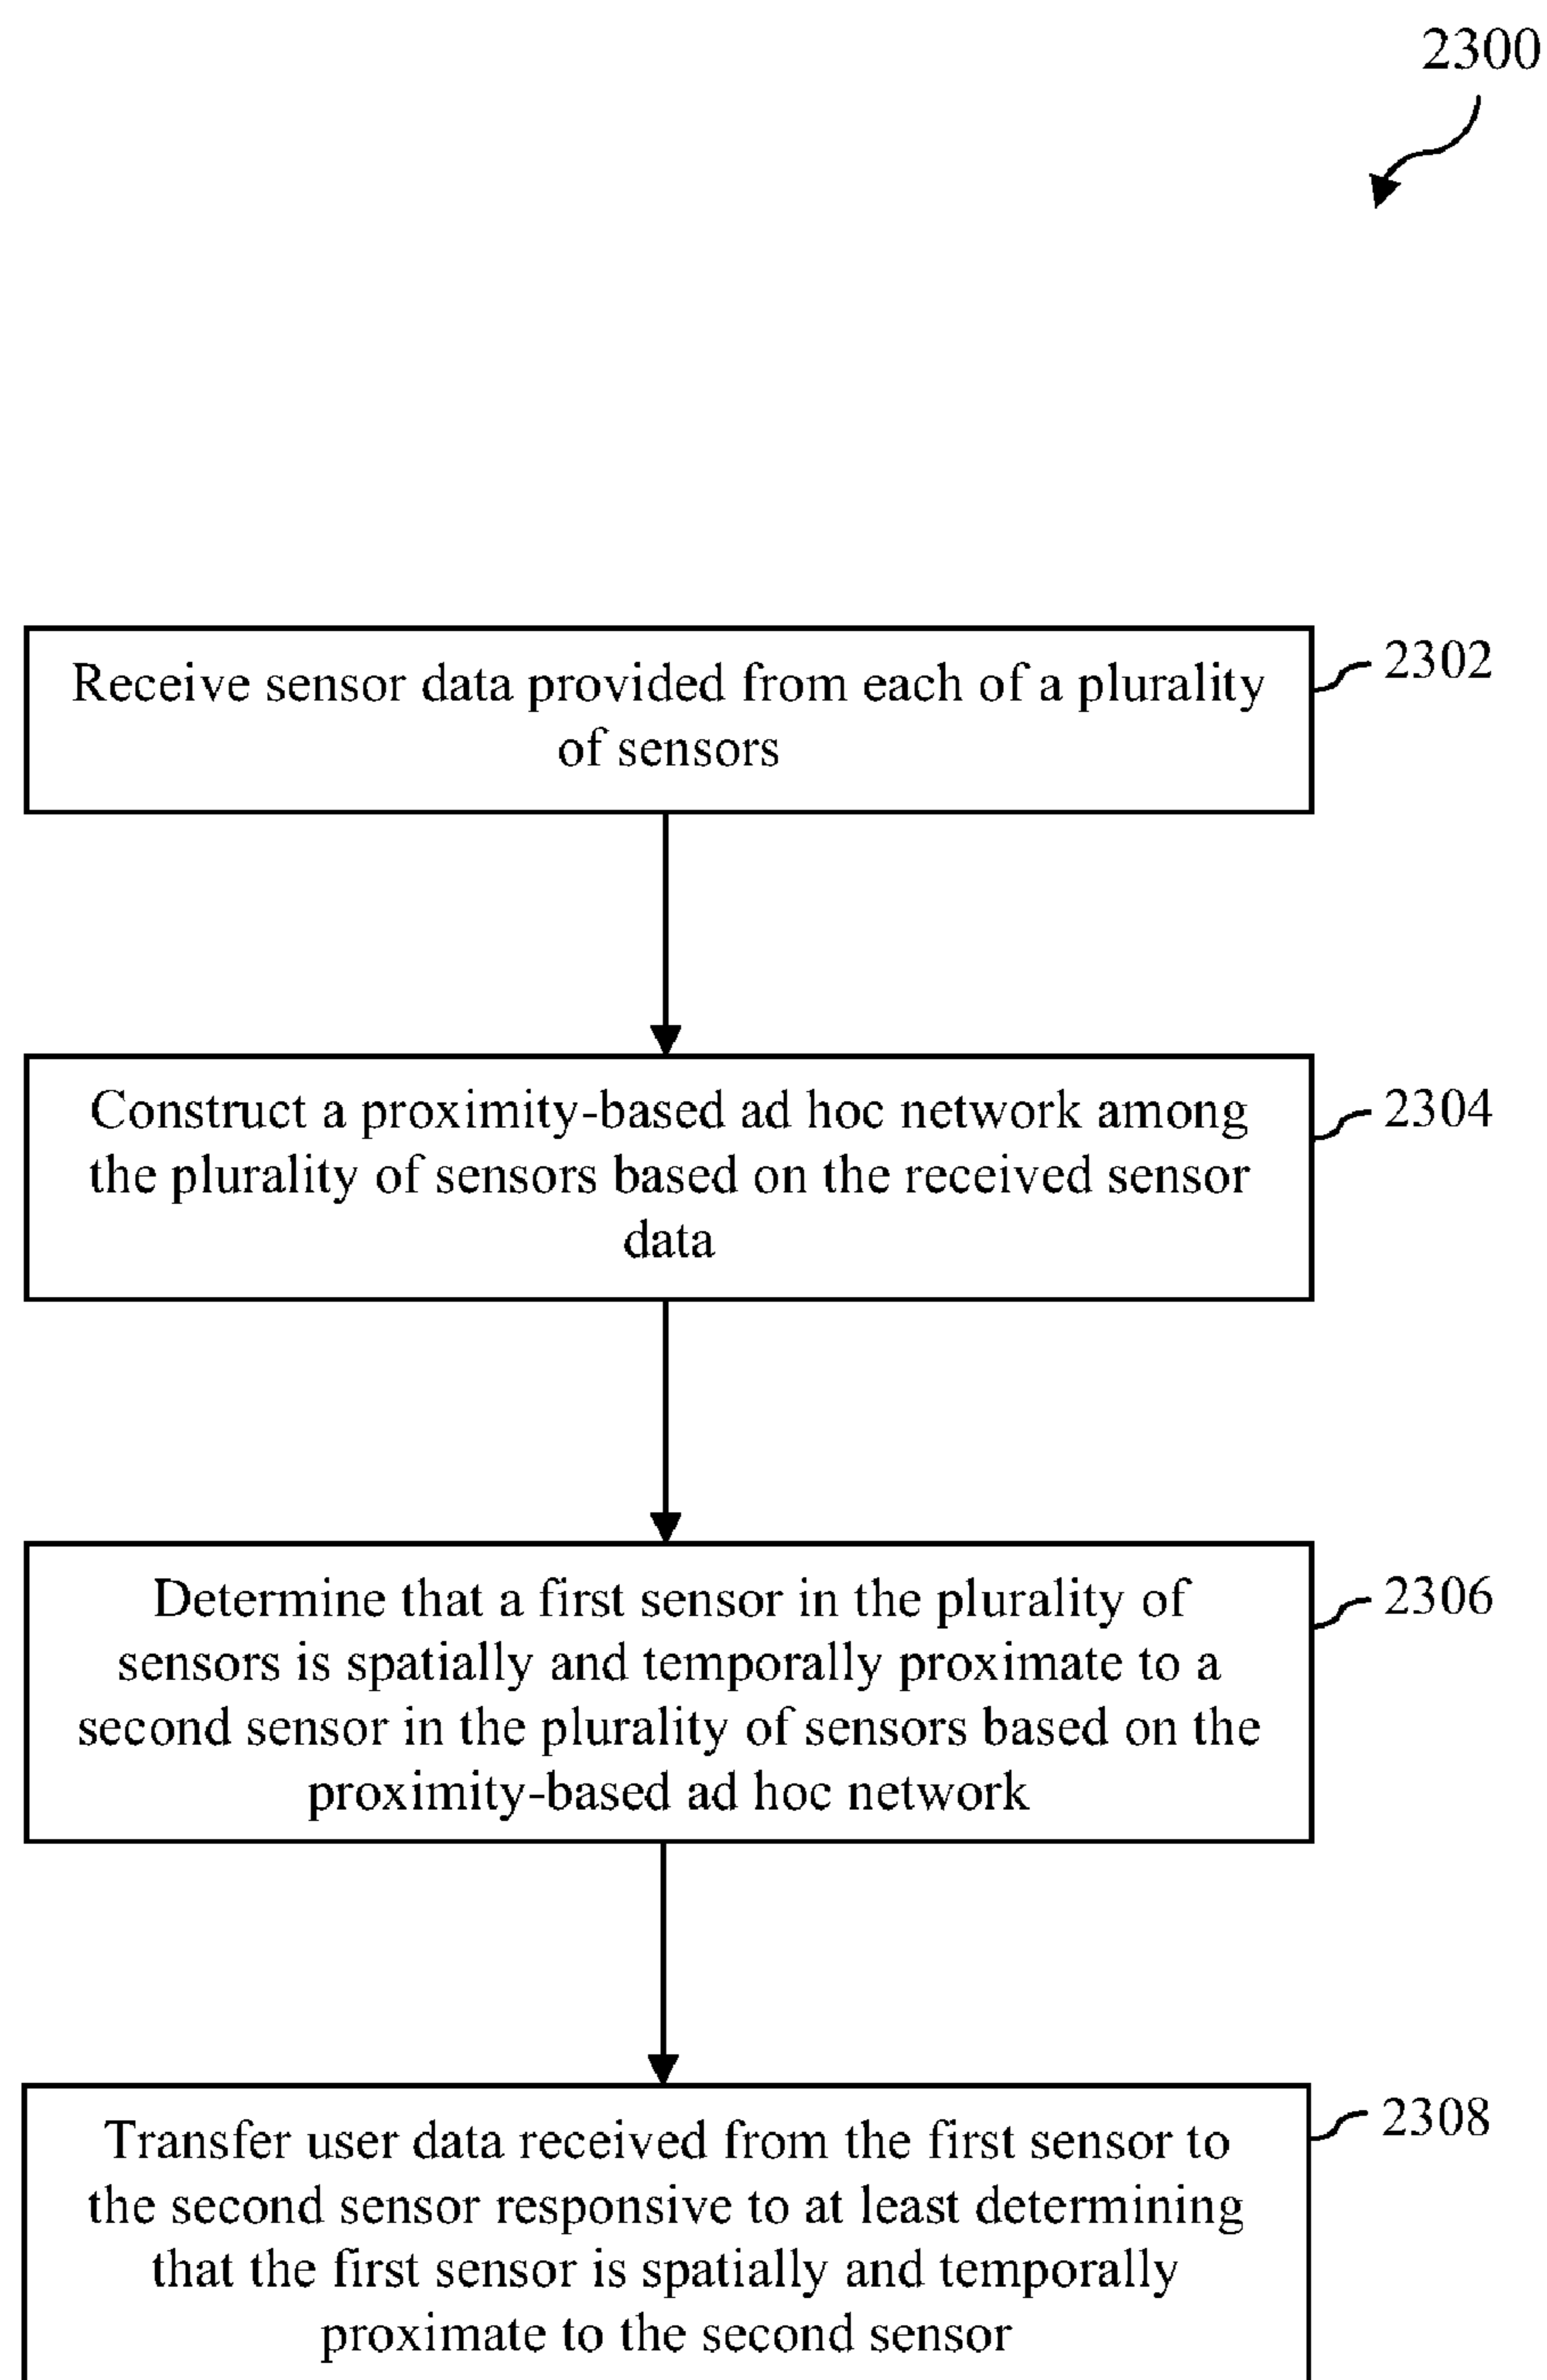 2300
Receive sensor data provided from each of a plurality
of sensors
2302
Construct a proximity-based ad hoc network among
the plurality of sensors based on the received sensor
data
2304
Determine that a first sensor in the plurality of
sensors is spatially and temporally proximate to a
second sensor in the plurality of sensors based on the
proximity-based ad hoc network
2306
Transfer user data received from the first sensor to
the second sensor responsive to at least determining
that the first sensor is spatially and temporally
proximate to the second sensor
2308